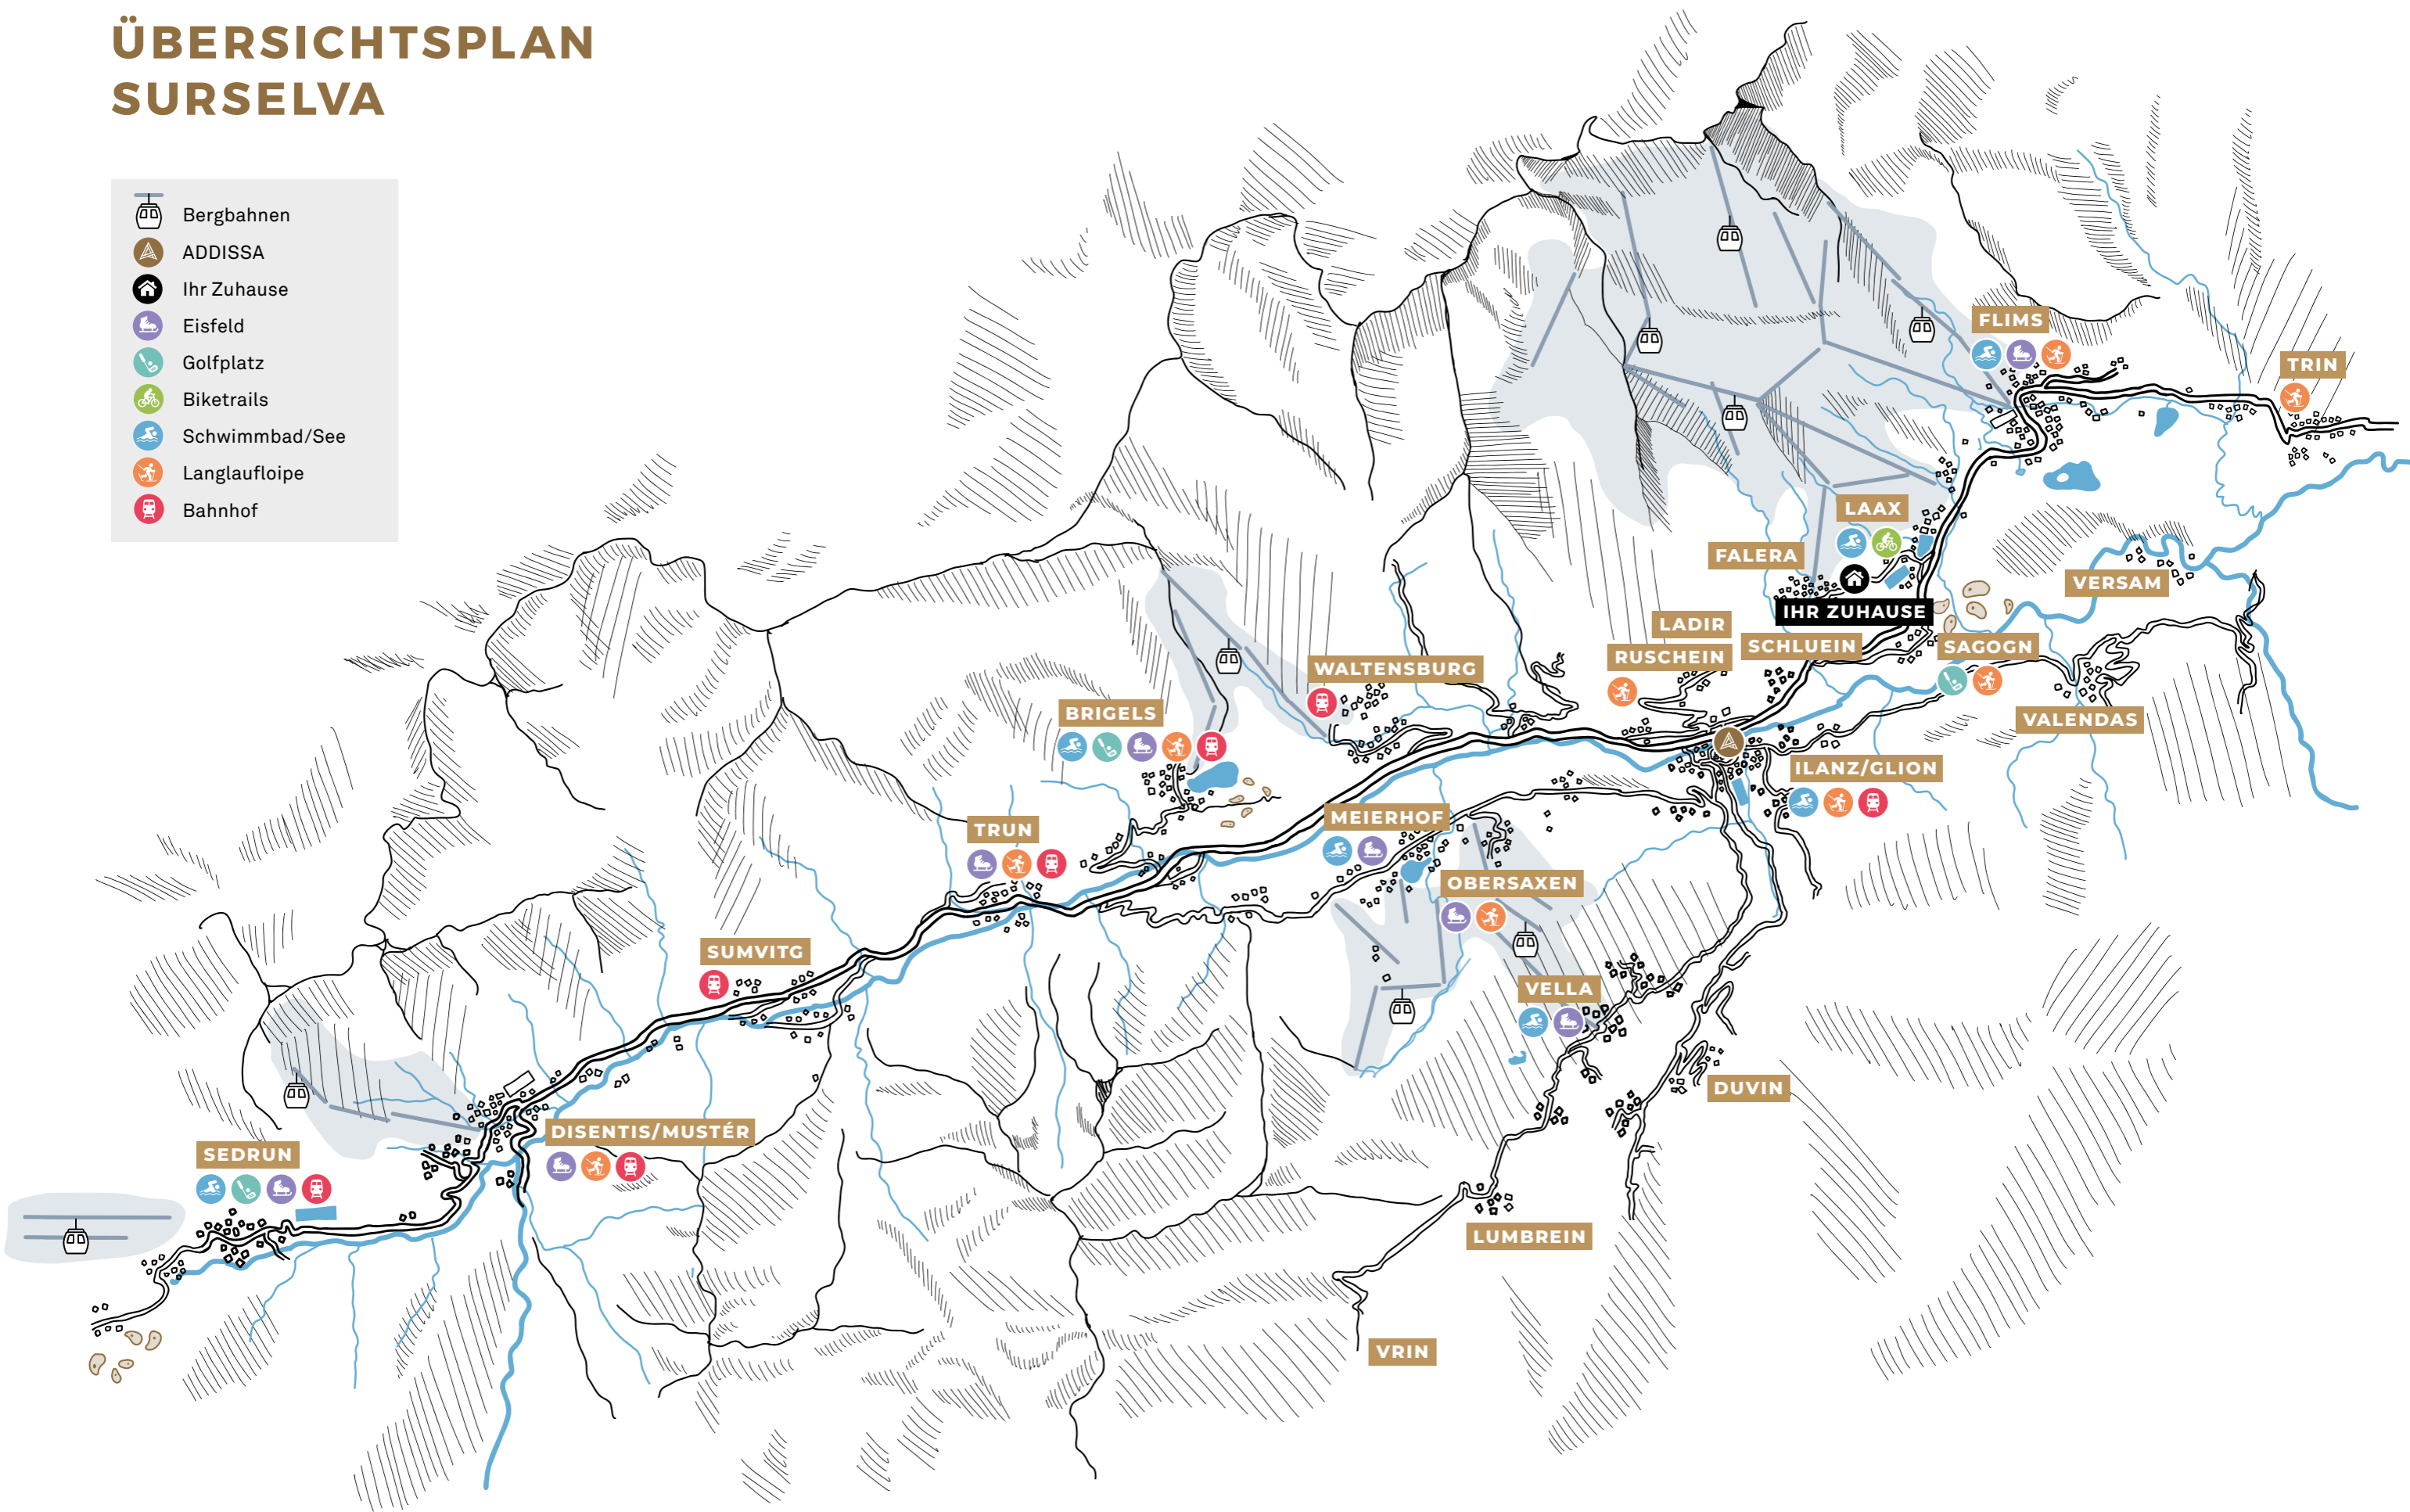 ÜBERSICHTSPLAN
SURSELVA
Bergbahnen
ADDISSA
Ihr Zuhause
Eisfeld
Golfplatz
Biketrails
Schwimmbad/See
Langlaufloipe
Bahnhof
FLIMS
TRIN
LAAX
FALERA
VERSAM
IHR ZUHAUSE
LADIR
SCHLUEIN
SAGOGN
RUSCHEIN
WALTENSBURG
BRIGELS
VALENDAS
ILANZ/GLION
MEIERHOF
TRUN
OBERSAXEN
SUMVITG
VELLA
DUVIN
DISENTIS/MUSTÉR
SEDRUN
LUMBREIN
VRIN